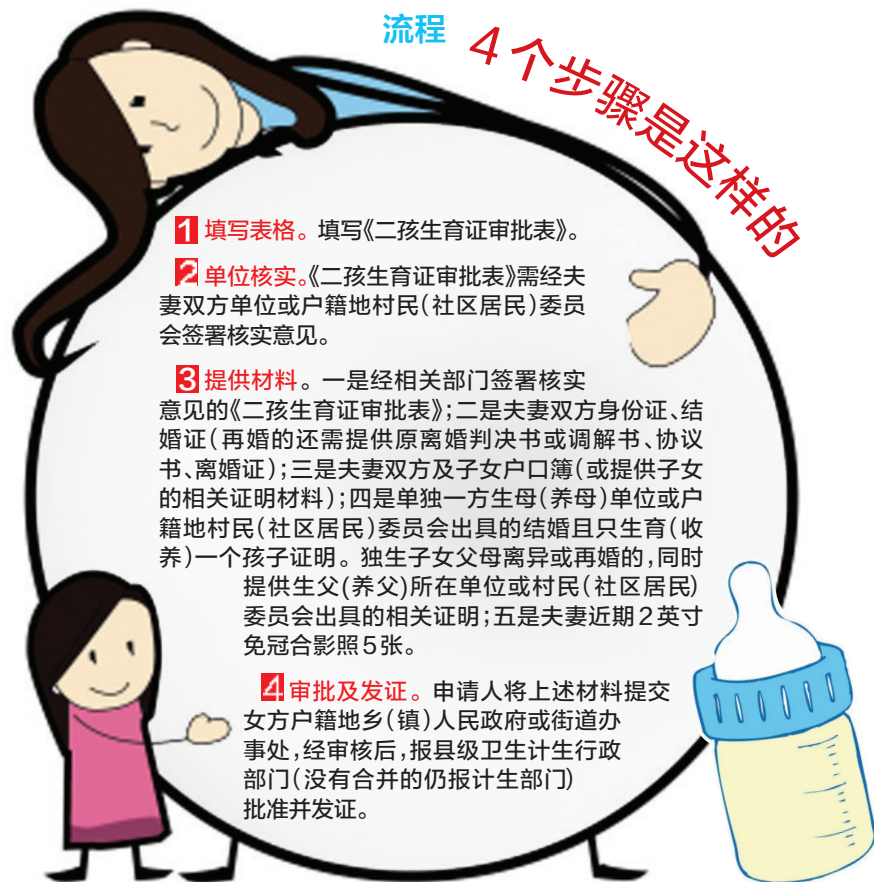 流程
4个步骤是这样的
1 填写表格。填写《二孩生育证审批表》。
2 单位核实。《二孩生育证审批表》需经夫
妻双方单位或户籍地村民(社区居民)委员
会签署核实意见。
3 提供材料。一是经相关部门签署核实
意见的《二孩生育证审批表》;二是夫妻双方身份证、结
婚证(再婚的还需提供原离婚判决书或调解书、协议
书、离婚证);三是夫妻双方及子女户口簿(或提供子女
的相关证明材料);四是单独一方生母(养母)单位或户
籍地村民(社区居民)委员会出具的结婚且只生育(收
养)一个孩子证明。独生子女父母离异或再婚的,同时
提供生父(养父)所在单位或村民(社区居民)
委员会出具的相关证明;五是夫妻近期2英寸
免冠合影照5张。
4 审批及发证。申请人将上述材料提交
女方户籍地乡(镇)人民政府或街道办
事处,经审核后,报县级卫生计生行政
部门(没有合并的仍报计生部门)
批准并发证。